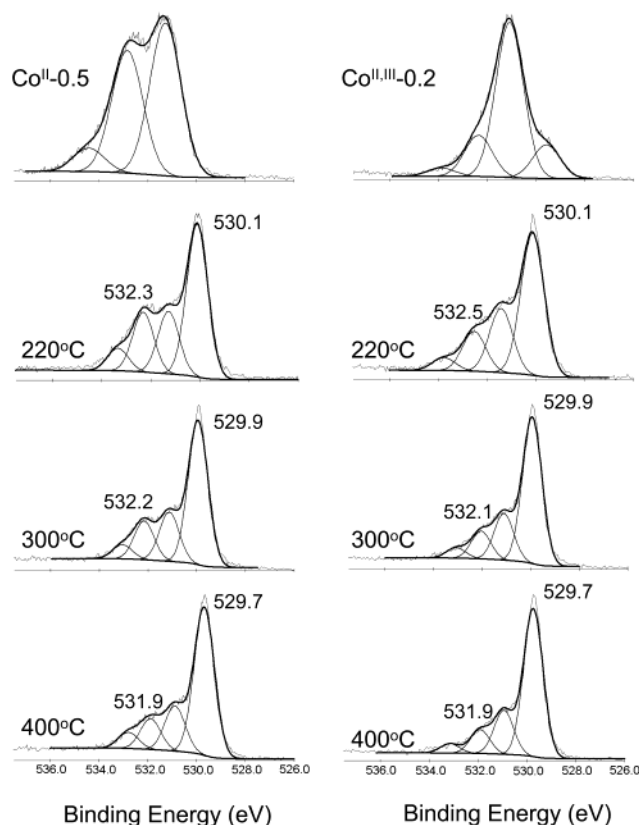 Co^II-0.5
Co^II,III-0.2
530.1
532.3
220°C
530.1
532.5
220°C
529.9
532.2
300°C
529.9
532.1
300°C
529.7
531.9
400°C
529.7
531.9
400°C
536.0 534.0 532.0 530.0 528.0 526.0
536.0 534.0 532.0 530.0 528.0 526.0
Binding Energy (eV)
Binding Energy (eV)